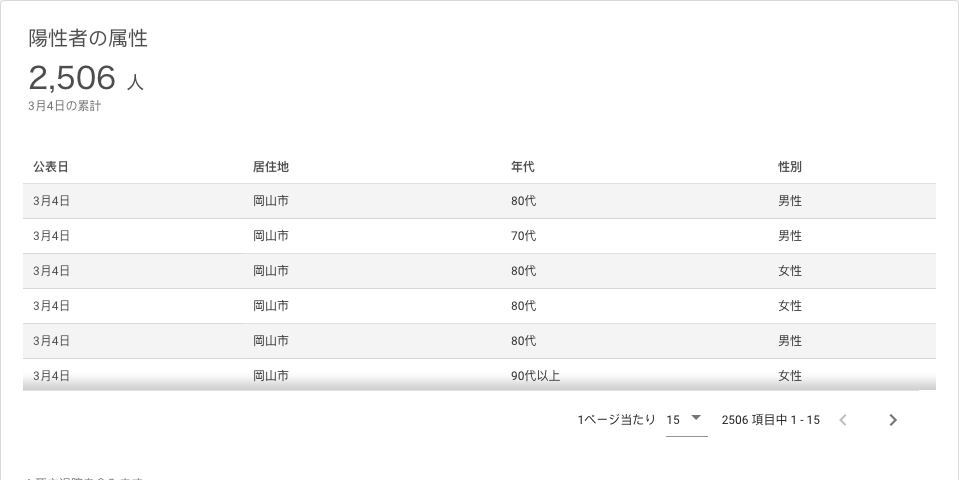 陽性者の属性
2,506 人
3月4日の累計
公表日 居住地 年代 性別
3月4日 岡山市 80代 男性
3月4日 岡山市 70代 男性
3月4日 岡山市 80代 女性
3月4日 岡山市 80代 女性
3月4日 岡山市 80代 男性
3月4日 岡山市 90代以上 女性
1ページ当たり 15 2506 項目中 1 - 15